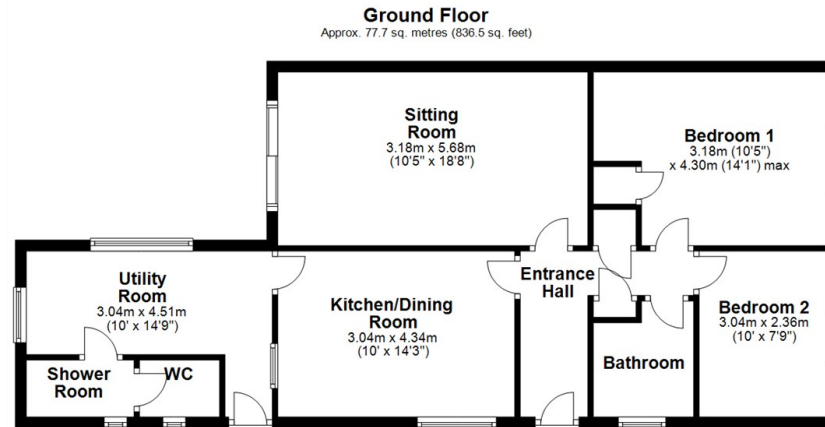 Ground Floor
Approx. 77.7 sq. metres (836.5 sq. feet)
Sitting
Room
3.18m x 5.68m
(10'5" x 18'8")
Bedroom 1
3.18m (10'5")
x 4.30m (14'1") max
Utility
Room
3.04m x 4.51m
(10' x 14'9")
Kitchen/Dining
Room
3.04m x 4.34m
(10' x 14'3")
Entrance
Hall
Bedroom 2
3.04m x 2.36m
(10' x 7'9")
Bathroom
Shower
Room
WC